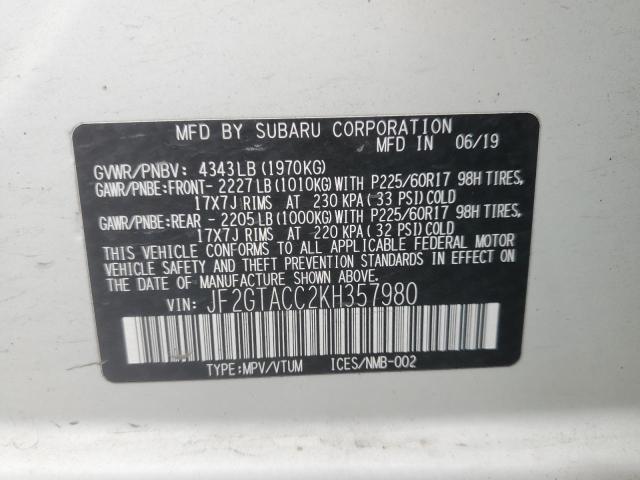 MFD BY SUBARU CORPORATION
MFD IN 06/19
GVWR/PNBV: 4343LB (1970KG)
GAWR/PNBE:FRONT- 2227LB (1010KG)WITH P225/60R17 98H TIRES,
17X7J RIMS AT 230 KPA (33 PSI)COLD
GAWR/PNBE:REAR - 2205LB (1000KG)WITH P225/60R17 98H TIRES,
17X7J RIMS AT 220 KPA (32 PSI)COLD
THIS VEHICLE CONFORMS TO ALL APPLICABLE FEDERAL MOTOR
VEHICLE SAFETY AND THEFT PREVENTION STANDARDS IN EFFECT ON
THE DATE OF MANUFACTURE SHOWN ABOVE.
VIN: JF2GTACC2KH357980
TYPE:MPV/VTUM ICES/NMB-002